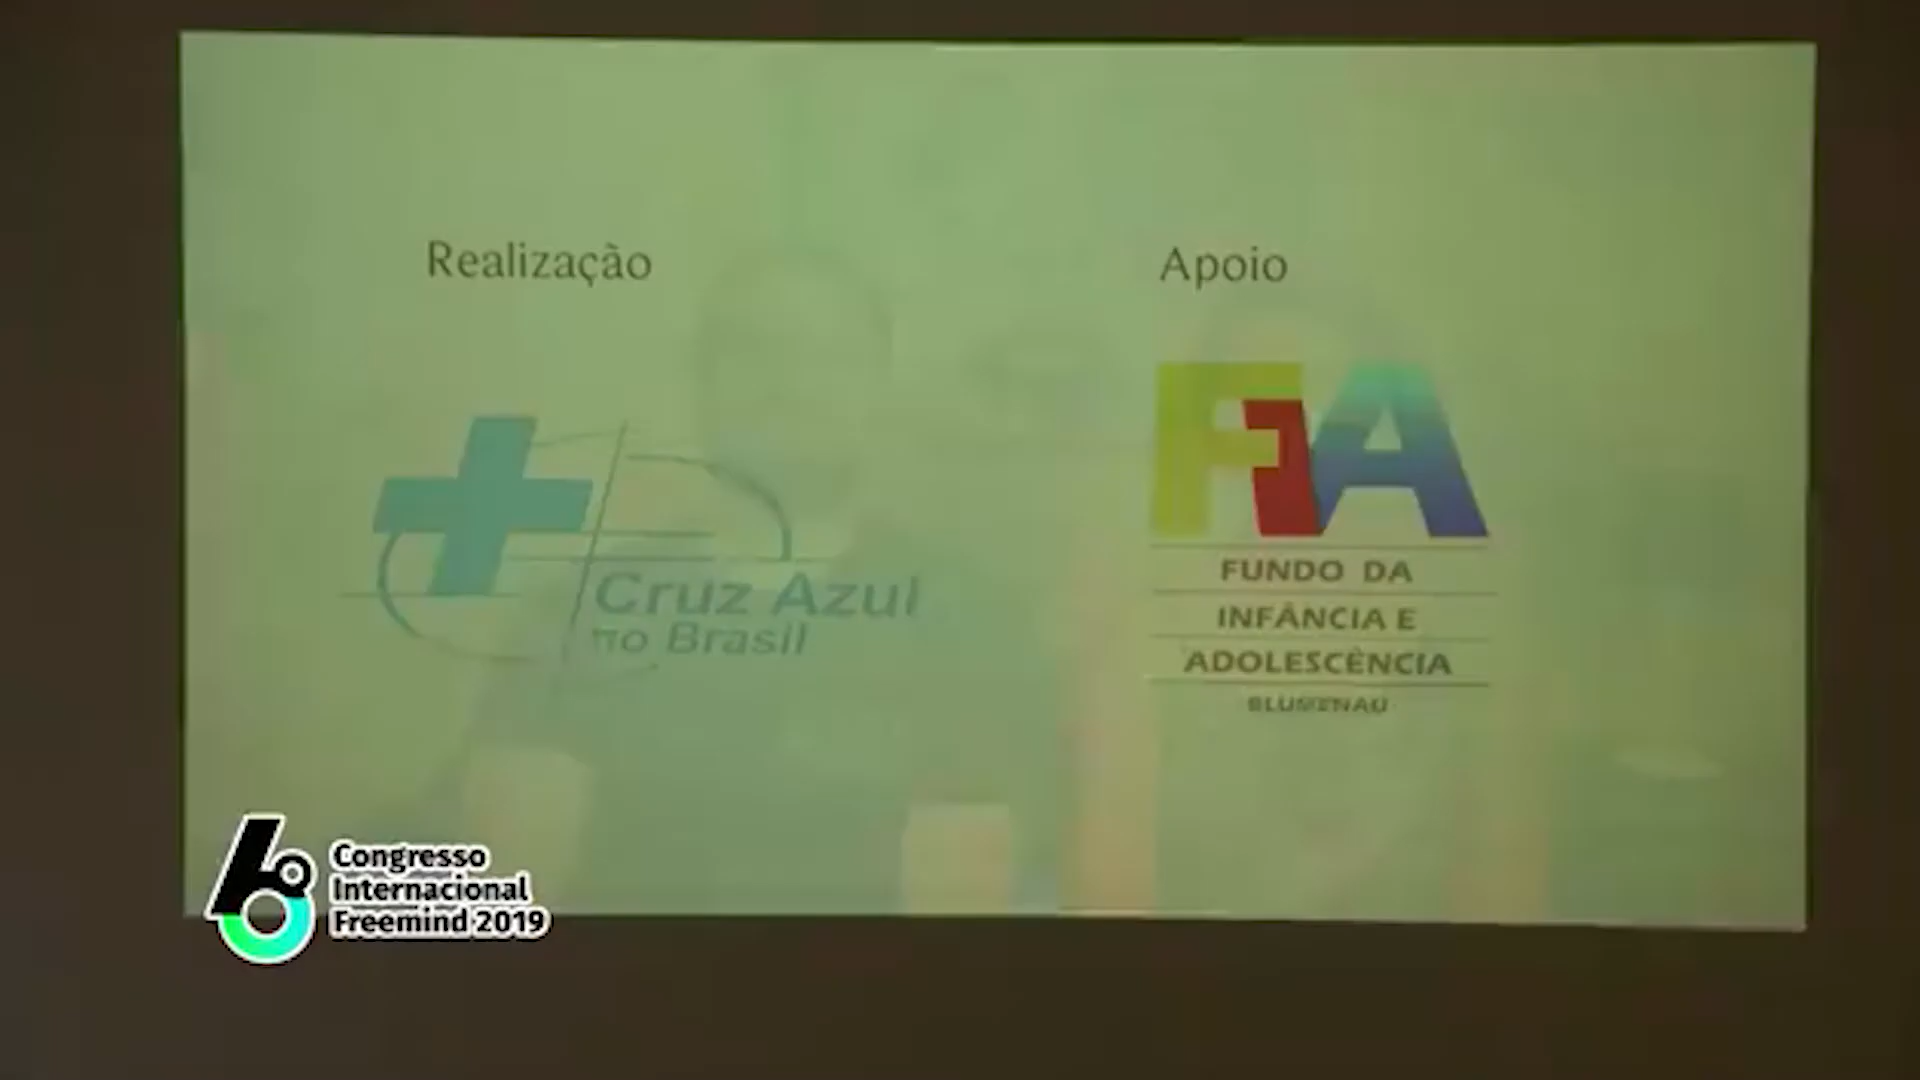 Realização
Apoio
Cruz Azul
no Brasil
FIA
FUNDO DA
INFÂNCIA E
ADOLESCÊNCIA
BLUMENAU
6º
Congresso
Internacional
Freemind 2019